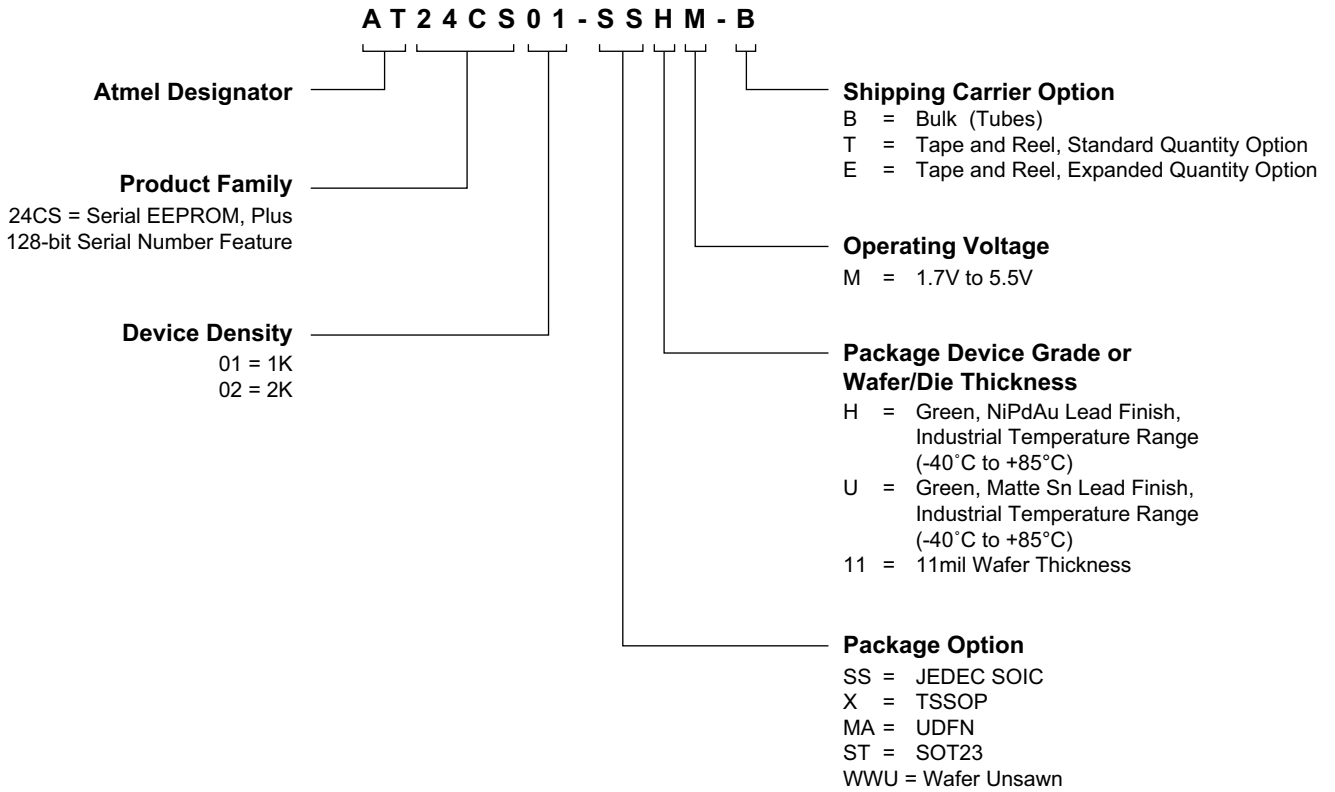 AT24CS01-SSHM-B
Atmel Designator
Product Family
24CS = Serial EEPROM, Plus
128-bit Serial Number Feature
Device Density
01 = 1K
02 = 2K
Shipping Carrier Option
B = Bulk (Tubes)
T = Tape and Reel, Standard Quantity Option
E = Tape and Reel, Expanded Quantity Option
Operating Voltage
M = 1.7V to 5.5V
Package Device Grade or
Wafer/Die Thickness
H = Green, NiPdAu Lead Finish,
Industrial Temperature Range
(-40˚C to +85°C)
U = Green, Matte Sn Lead Finish,
Industrial Temperature Range
(-40˚C to +85°C)
11 = 11mil Wafer Thickness
Package Option
SS = JEDEC SOIC
X = TSSOP
MA = UDFN
ST = SOT23
WWU = Wafer Unsawn